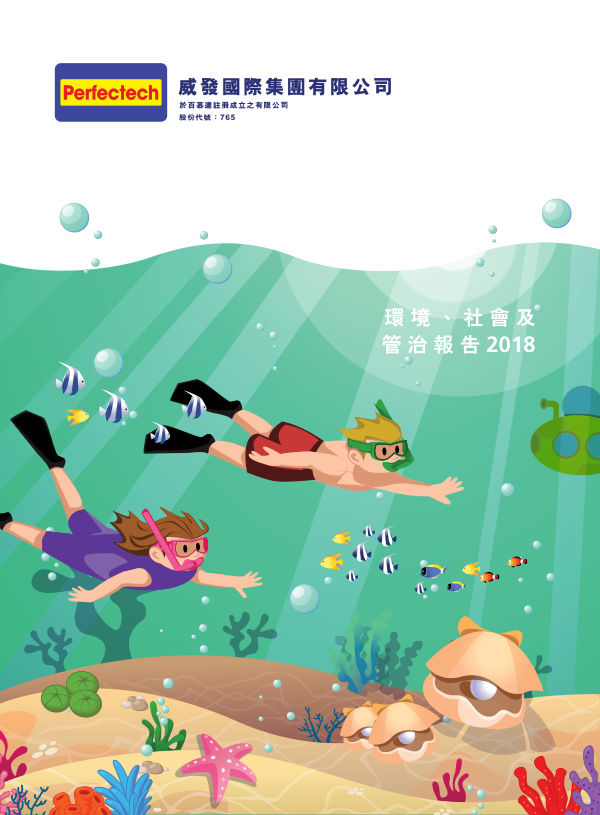 Perfectech
威發國際集團有限公司
於百慕達註冊成立之有限公司
股份代號：765
環境、社會及
管治報告2018